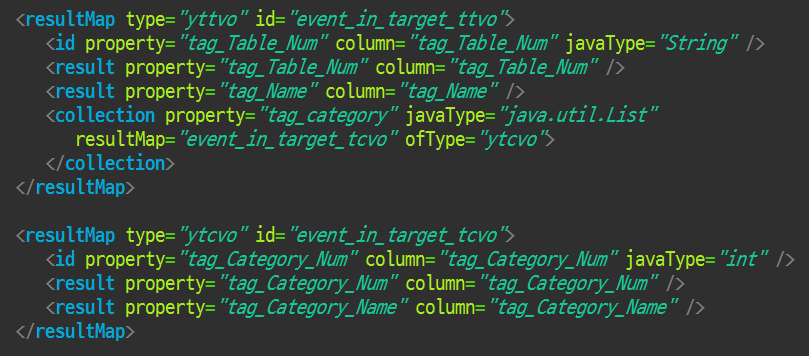 <resultMap type="yttvo" id="event_in_target_ttvo">
<id property="tag_Table_Num" column="tag_Table_Num" javaType="String" />
<result property="tag_Table_Num" column="tag_Table_Num" />
<result property="tag_Name" column="tag_Name" />
<collection property="tag_category" javaType="java.util.List"
resultMap="event_in_target_tcvo" ofType="ytcvo">
</collection>
</resultMap>
<resultMap type="ytcvo" id="event_in_target_tcvo">
<id property="tag_Category_Num" column="tag_Category_Num" javaType="int" />
<result property="tag_Category_Num" column="tag_Category_Num" />
<result property="tag_Category_Name" column="tag_Category_Name" />
</resultMap>